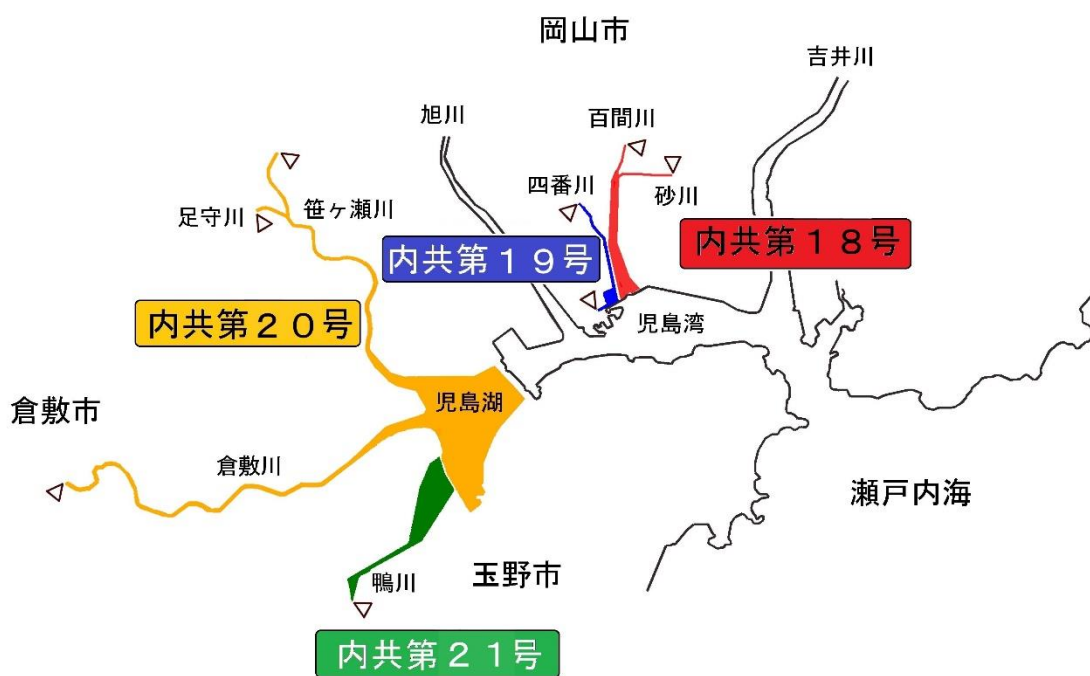 岡山市
吉井川
旭川
百間川
四番川
砂川
足守川
笹ヶ瀬川
内共第１９号
内共第１８号
内共第２０号
児島湾
児島湖
倉敷市
倉敷川
瀬戸内海
鴨川
玉野市
内共第２１号